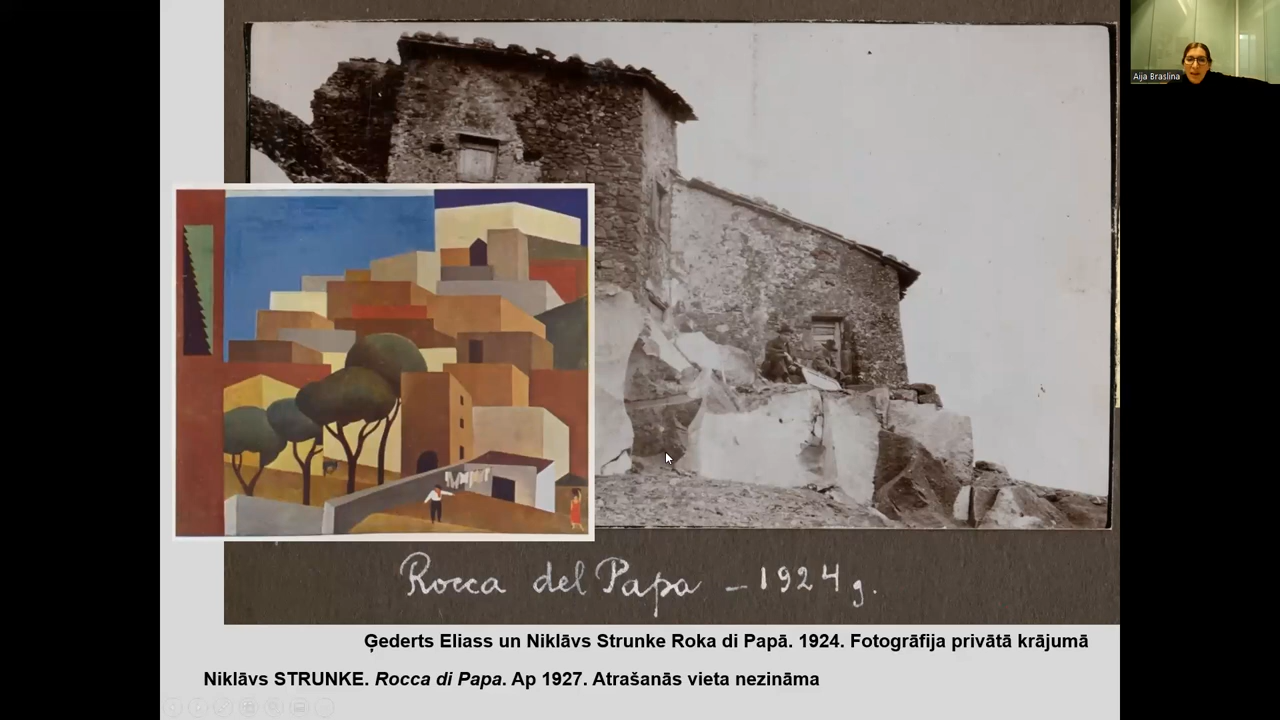 Aija Braslina
Rocca del Papa – 1924 g.
Ģederts Eliass un Niklāvs Strunke Roka di Papā. 1924. Fotogrāfija privātā krājumā
Niklāvs STRUNKE. Rocca di Papa. Ap 1927. Atrašanās vieta nezināma